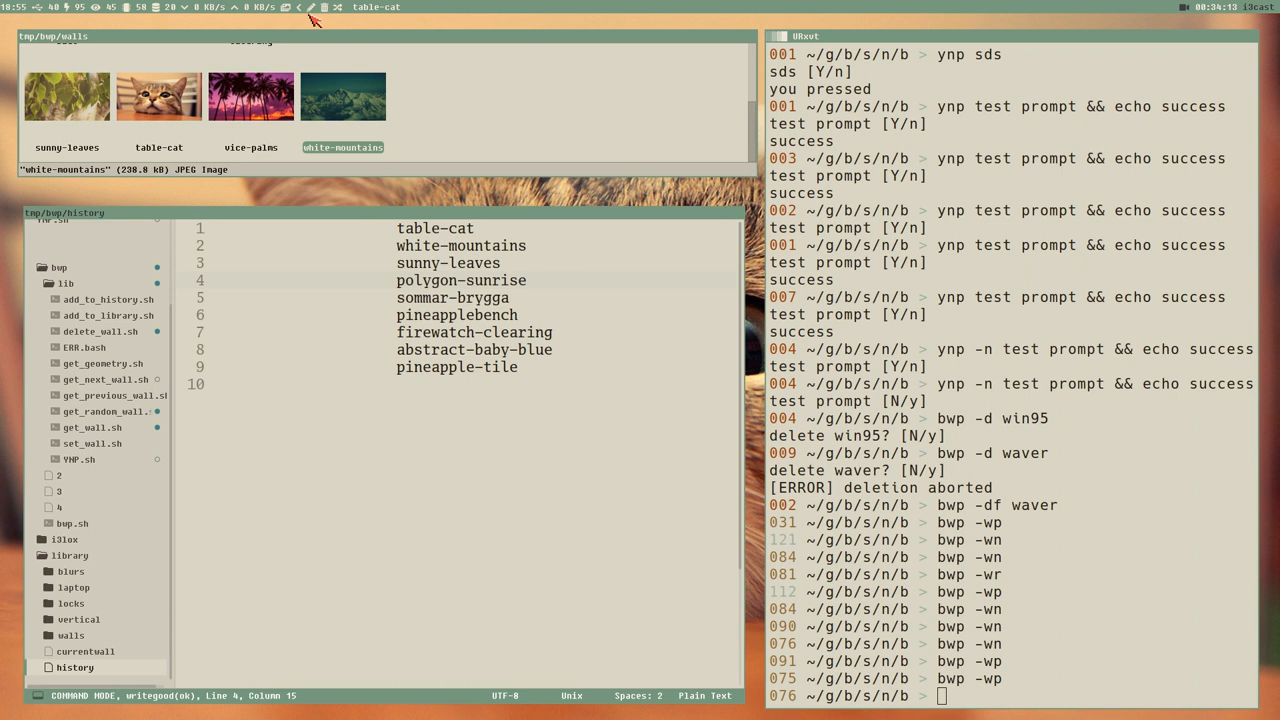 18:55 40 95 45 58 20 0 KB/s 0 KB/s table-cat 00:34:13 i3cast
tmp/bwp/walls
sunny-leaves table-cat vice-palms white-mountains
"white-mountains" (238.8 kB) JPEG Image
tmp/bwp/history
YNP.sh
bwp
lib
add_to_history.sh
add_to_library.sh
delete_wall.sh
ERR.bash
get_geometry.sh
get_next_wall.sh
get_previous_wall.sh
get_random_wall.s
get_wall.sh
set_wall.sh
YNP.sh
2
3
4
bwp.sh
i3lox
library
blurs
laptop
locks
vertical
walls
currentwall
history
1 table-cat
2 white-mountains
3 sunny-leaves
4 polygon-sunrise
5 sommar-brygga
6 pineapplebench
7 firewatch-clearing
8 abstract-baby-blue
9 pineapple-tile
10
COMMAND MODE, writegood(ok), Line 4, Column 15 UTF-8 Unix Spaces: 2 Plain Text
URxvt
001 ~/g/b/s/n/b > ynp sds
sds [Y/n]
you pressed
001 ~/g/b/s/n/b > ynp test prompt && echo success
test prompt [Y/n]
success
003 ~/g/b/s/n/b > ynp test prompt && echo success
test prompt [Y/n]
success
002 ~/g/b/s/n/b > ynp test prompt && echo success
test prompt [Y/n]
001 ~/g/b/s/n/b > ynp test prompt && echo success
test prompt [Y/n]
success
007 ~/g/b/s/n/b > ynp test prompt && echo success
test prompt [Y/n]
success
004 ~/g/b/s/n/b > ynp -n test prompt && echo success
test prompt [Y/n]
004 ~/g/b/s/n/b > ynp -n test prompt && echo success
test prompt [N/y]
004 ~/g/b/s/n/b > bwp -d win95
delete win95? [N/y]
009 ~/g/b/s/n/b > bwp -d waver
delete waver? [N/y]
[ERROR] deletion aborted
002 ~/g/b/s/n/b > bwp -df waver
031 ~/g/b/s/n/b > bwp -wp
121 ~/g/b/s/n/b > bwp -wn
084 ~/g/b/s/n/b > bwp -wn
081 ~/g/b/s/n/b > bwp -wr
112 ~/g/b/s/n/b > bwp -wp
084 ~/g/b/s/n/b > bwp -wn
090 ~/g/b/s/n/b > bwp -wn
076 ~/g/b/s/n/b > bwp -wn
091 ~/g/b/s/n/b > bwp -wp
075 ~/g/b/s/n/b > bwp -wp
076 ~/g/b/s/n/b >